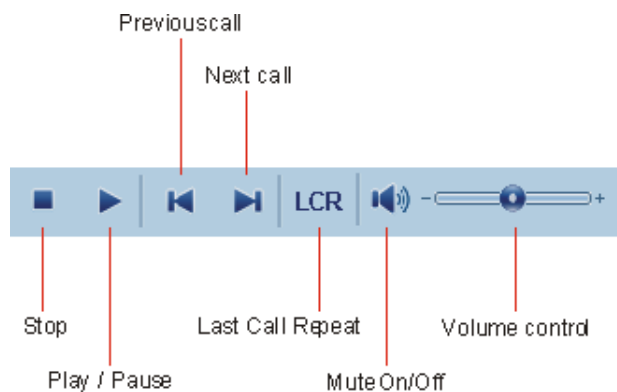 Previouscall
Next call
LCR
- +
Stop
Last Call Repeat
Volume control
Play / Pause
Mute On/Off